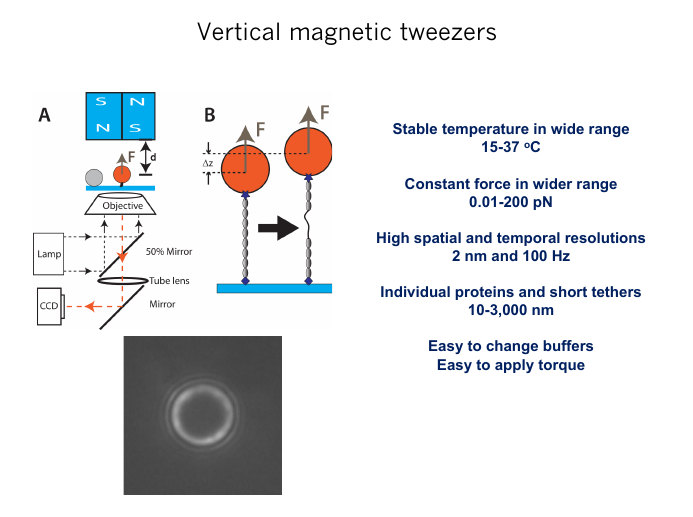 Vertical magnetic tweezers
A
S N
N S
F
d
Objective
Lamp
50% Mirror
Tube lens
CCD
Mirror
B
F
F
Δz
Stable temperature in wide range
15-37 ºC
Constant force in wider range
0.01-200 pN
High spatial and temporal resolutions
2 nm and 100 Hz
Individual proteins and short tethers
10-3,000 nm
Easy to change buffers
Easy to apply torque